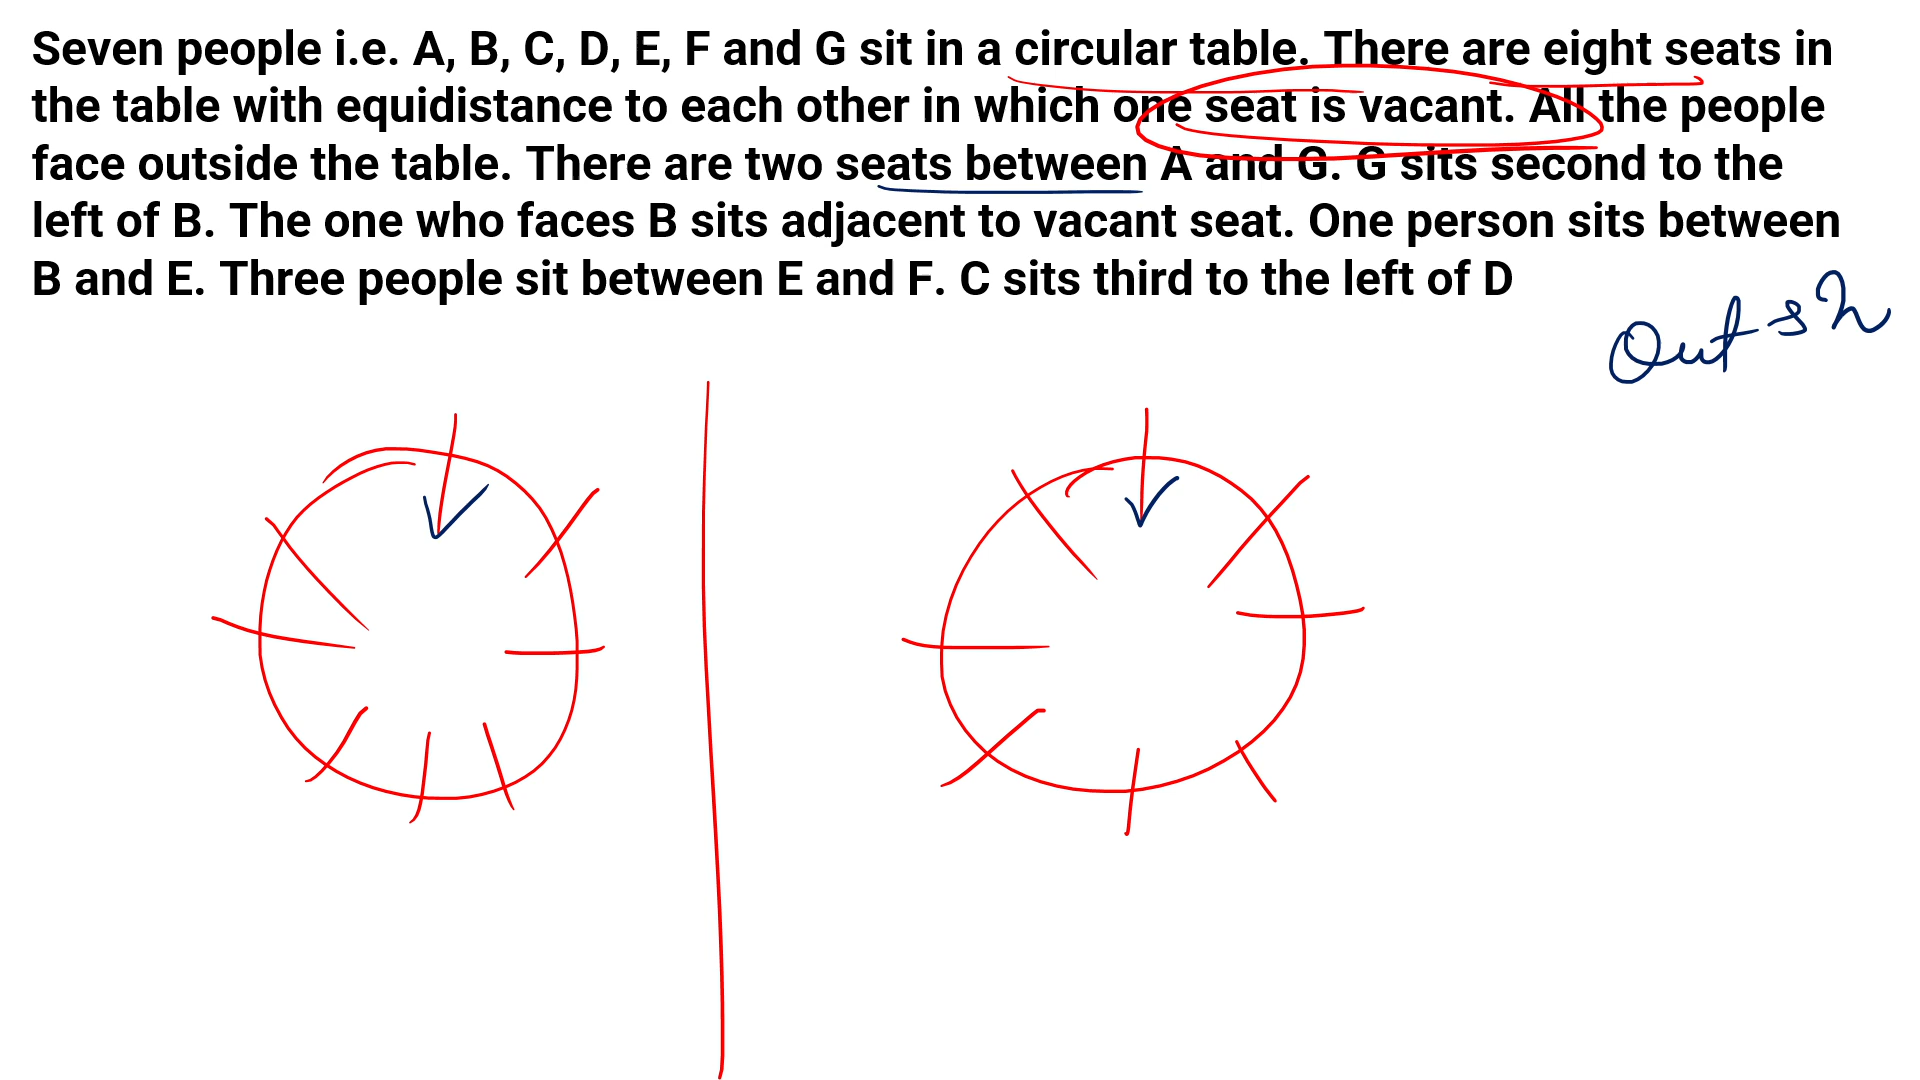 Seven people i.e. A, B, C, D, E, F and G sit in a circular table. There are eight seats in
the table with equidistance to each other in which one seat is vacant. All the people
face outside the table. There are two seats between A and G. G sits second to the
left of B. The one who faces B sits adjacent to vacant seat. One person sits between
B and E. Three people sit between E and F. C sits third to the left of D
Out